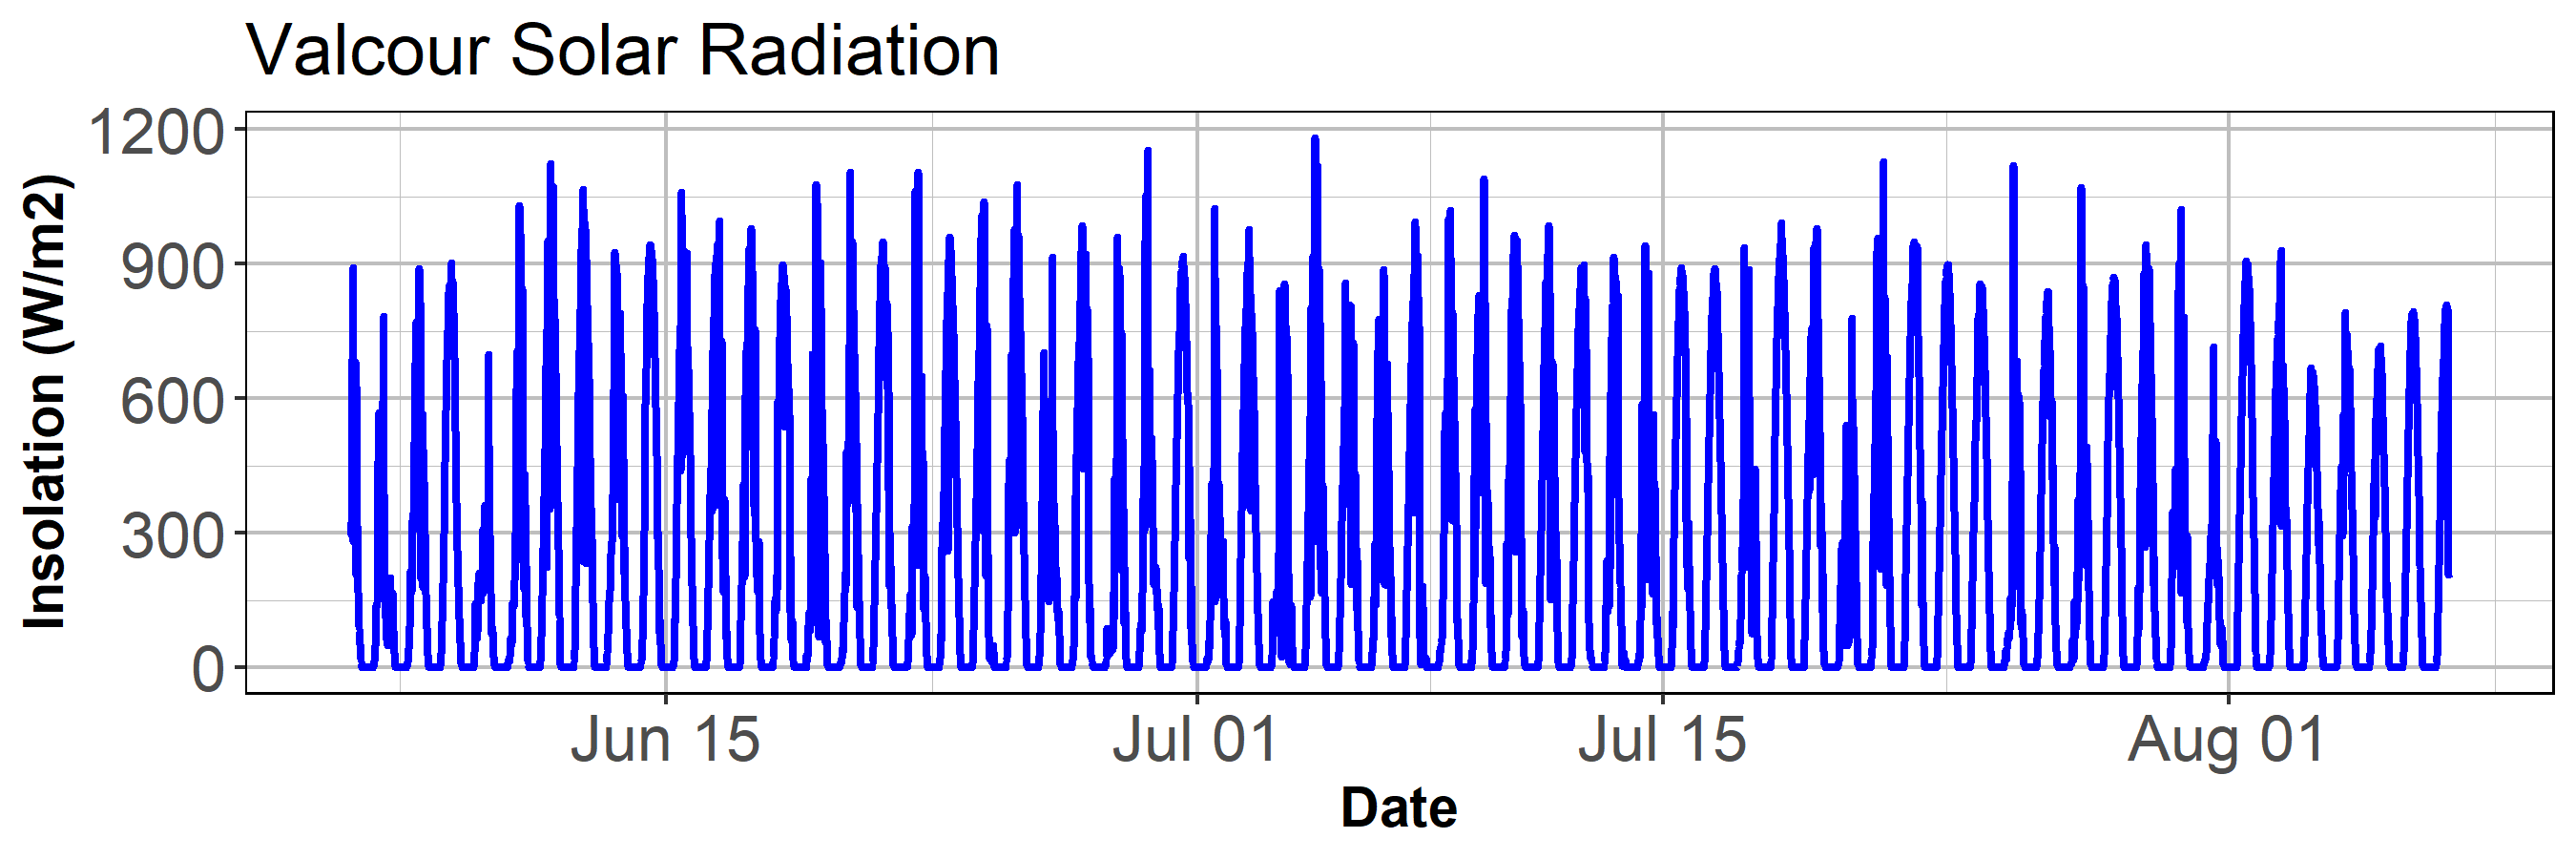 Valcour Solar Radiation
1200
900
600
300
0
Insolation (W/m2)
Jun 15 Jul 01 Jul 15 Aug 01
Date